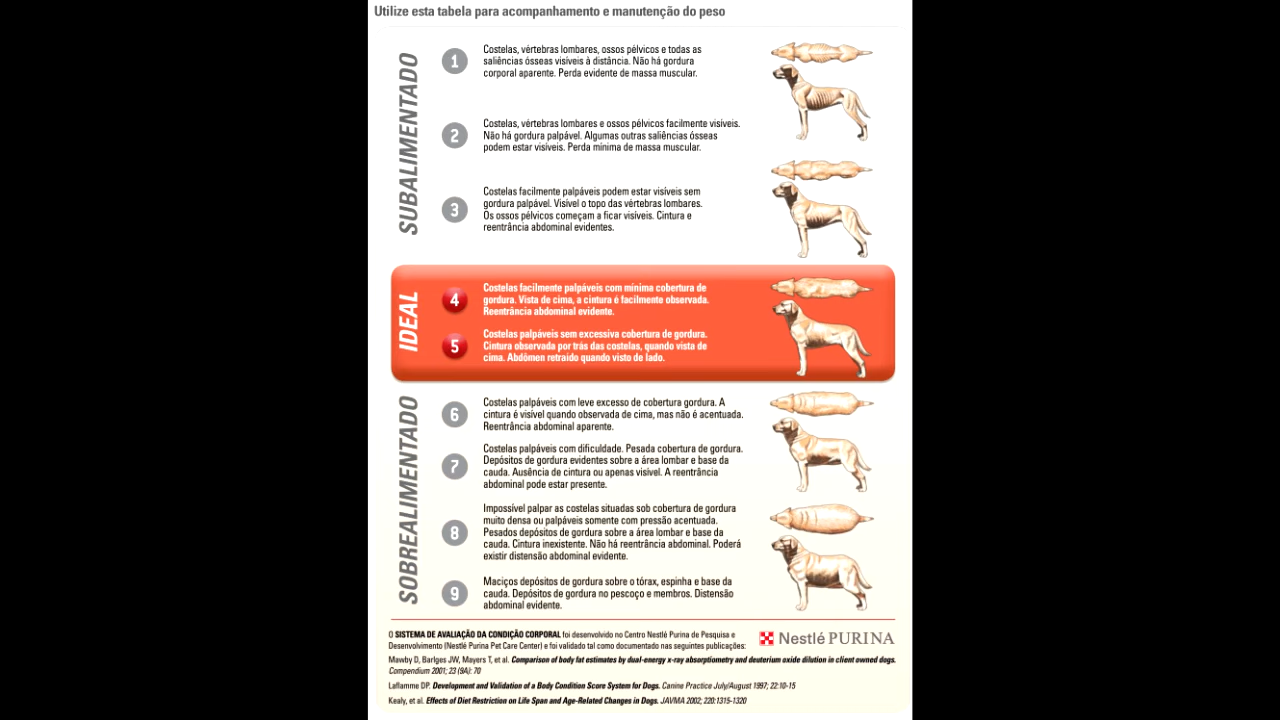 Utilize esta tabela para acompanhamento e manutenção do peso
SUBALIMENTADO
1
Costelas, vértebras lombares, ossos pélvicos e todas as
saliências ósseas visíveis à distância. Não há gordura
corporal aparente. Perda evidente de massa muscular.
2
Costelas, vértebras lombares e ossos pélvicos facilmente visíveis.
Não há gordura palpável. Algumas outras saliências ósseas
podem estar visíveis. Perda mínima de massa muscular.
3
Costelas facilmente palpáveis podem estar visíveis sem
gordura palpável. Visível o topo das vértebras lombares.
Os ossos pélvicos começam a ficar visíveis. Cintura e
reentrância abdominal evidentes.
IDEAL
4
Costelas facilmente palpáveis com mínima cobertura de
gordura. Vista de cima, a cintura é facilmente observada.
Reentrância abdominal evidente.
5
Costelas palpáveis sem excessiva cobertura de gordura.
Cintura observada por trás das costelas, quando vista de
cima. Abdômen retraído quando visto de lado.
SOBREALIMENTADO
6
Costelas palpáveis com leve excesso de cobertura gordura. A
cintura é visível quando observada de cima, mas não é acentuada.
Reentrância abdominal aparente.
7
Costelas palpáveis com dificuldade. Pesada cobertura de gordura.
Depósitos de gordura evidentes sobre a área lombar e base da
cauda. Ausência de cintura ou apenas visível. A reentrância
abdominal pode estar presente.
8
Impossível palpar as costelas situadas sob cobertura de gordura
muito densa ou palpáveis somente com pressão acentuada.
Pesados depósitos de gordura sobre a área lombar e base da
cauda. Cintura inexistente. Não há reentrância abdominal. Poderá
existir distensão abdominal evidente.
9
Maciços depósitos de gordura sobre o tórax, espinha e base da
cauda. Depósitos de gordura no pescoço e membros. Distensão
abdominal evidente.
O SISTEMA DE AVALIAÇÃO DA CONDIÇÃO CORPORAL foi desenvolvido no Centro Nestlé Purina de Pesquisa e
Desenvolvimento (Nestlé Purina Pet Care Center) e foi validado tal como documentado nas seguintes publicações:
Nestlé PURINA
Mawby D, Barlges JW, Mayers T, et al. Comparison of body fat estimates by dual-energy x-ray absorptiometry and deuterium oxide dilution in client owned dogs.
Compendium 2001; 23 (9A): 70
Laflamme DP. Development and Validation of a Body Condition Score System for Dogs. Canine Practice July/August 1997; 22:10-15
Kealy, et al. Effects of Diet Restriction on Life Span and Age-Related Changes in Dogs. JAVMA 2002; 220:1315-1320